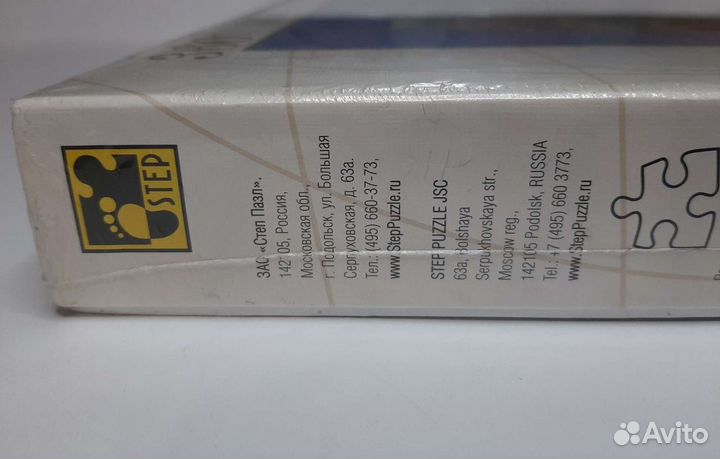 STEP
ЗАО «Степ Пазл».
142105, Россия,
Московская обл.,
г. Подольск, ул. Большая
Серпуховская, д. 63а.
Тел.: (495) 660-37-73,
www.StepPuzzle.ru
STEP PUZZLE JSC
63a, Bolshaya
Serpukhovskaya str.,
Moscow reg.,
142105 Podolsk, RUSSIA
Tel.: +7 (495) 660 3773,
www.StepPuzzle.ru
Avito